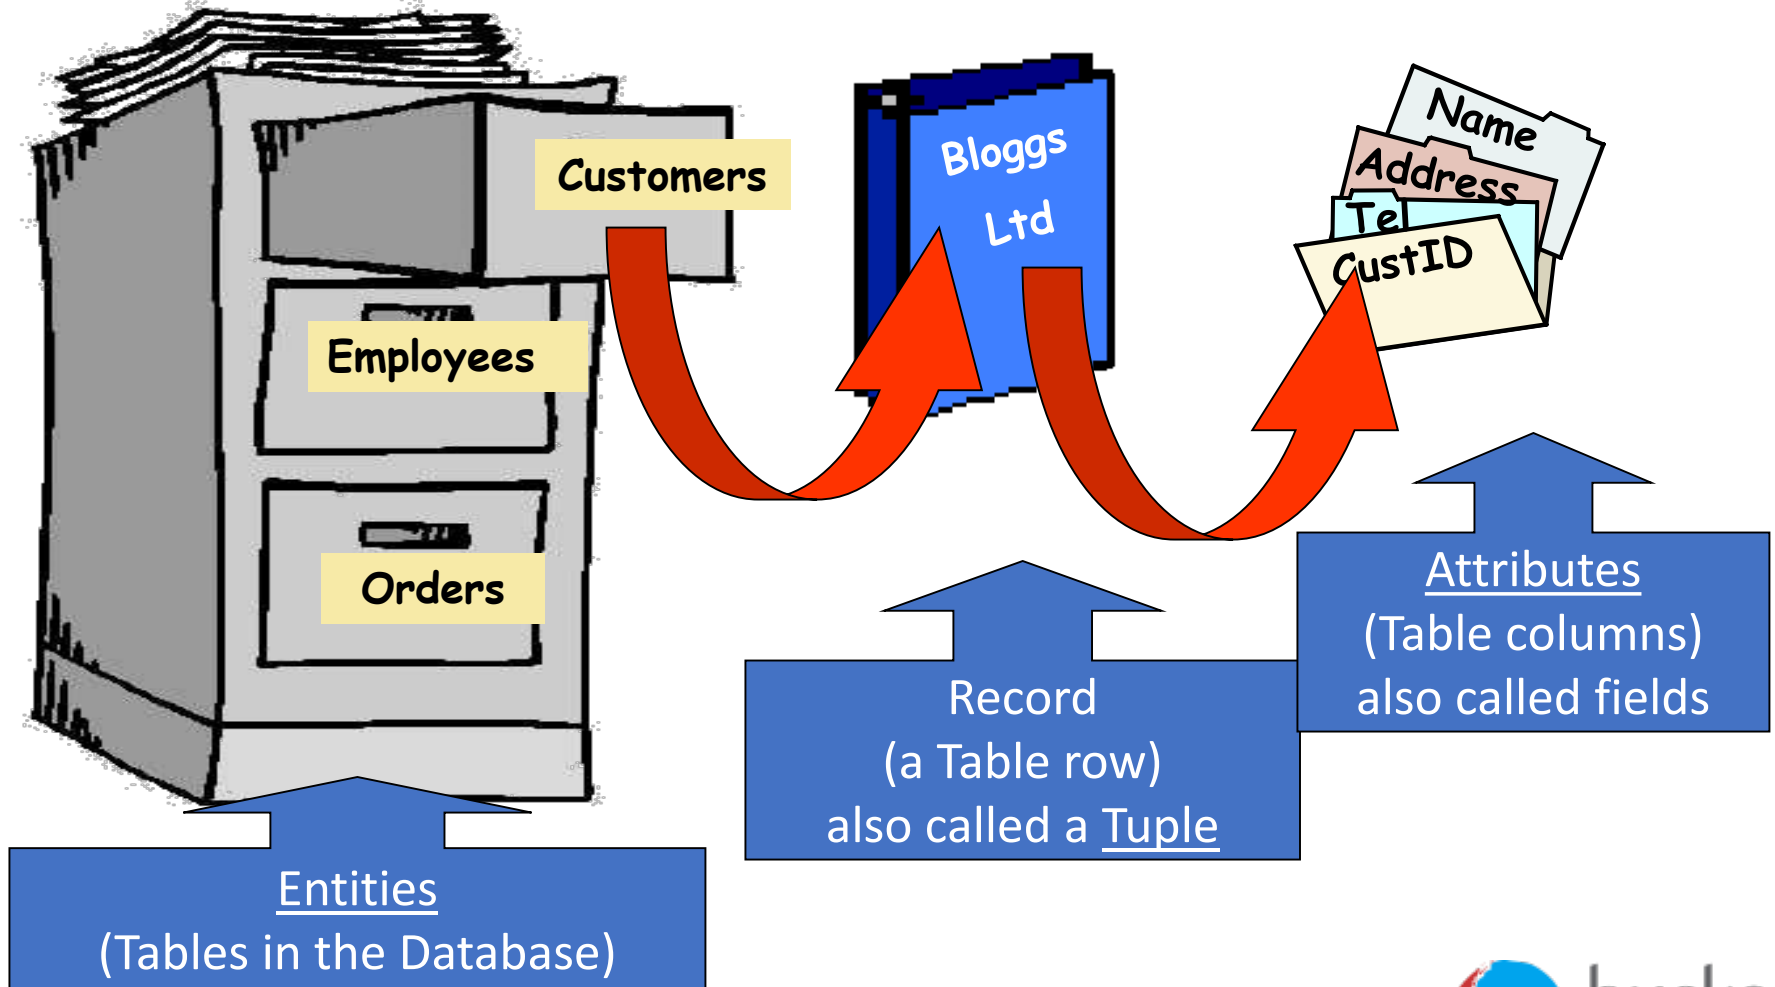 Customers
Employees
Orders
Bloggs
Ltd
Name
Address
Te
CustID
Entities
(Tables in the Database)
Record
(a Table row)
also called a Tuple
Attributes
(Table columns)
also called fields